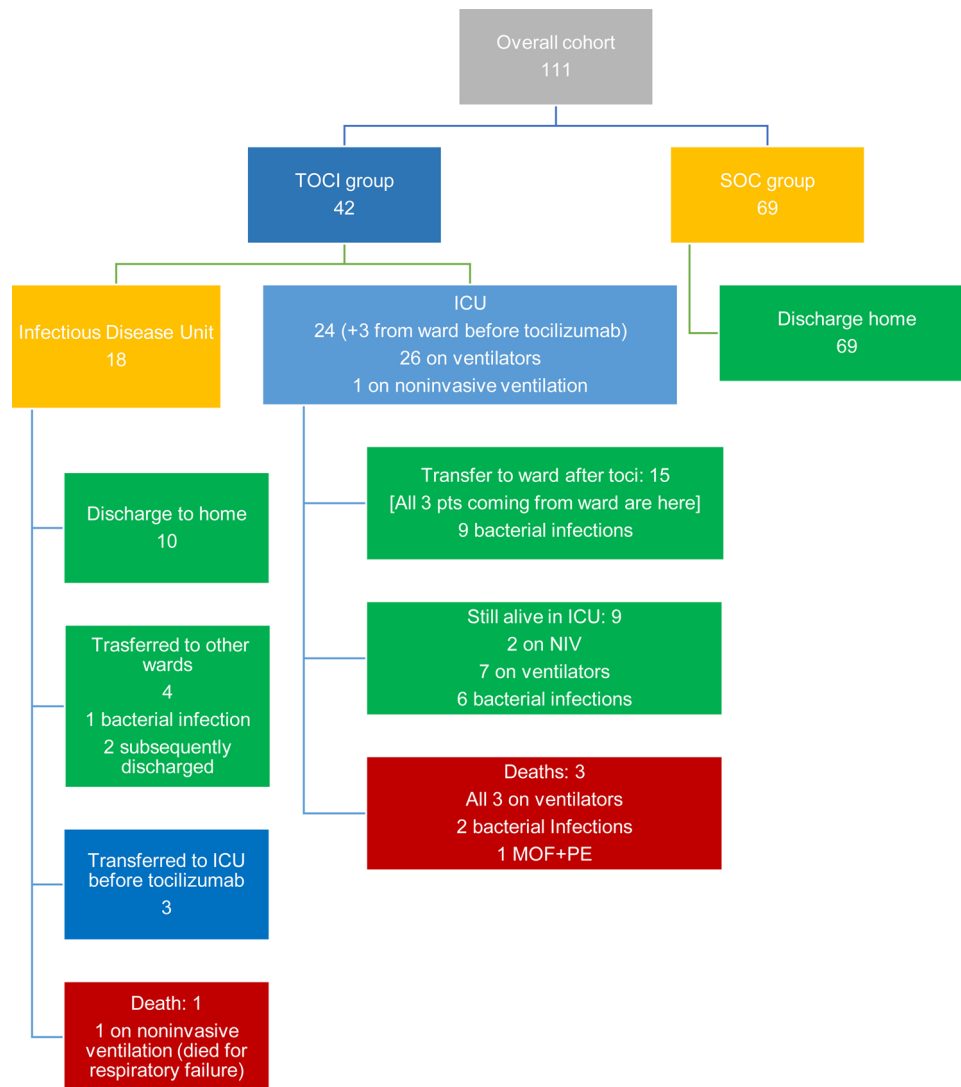 Overall cohort
111
TOCI group
42
SOC group
69
Infectious Disease Unit
18
ICU
24 (+3 from ward before tocilizumab)
26 on ventilators
1 on noninvasive ventilation
Discharge home
69
Discharge to home
10
Trasferred to other
wards
4
1 bacterial infection
2 subsequently
discharged
Transferred to ICU
before tocilizumab
3
Death: 1
1 on noninvasive
ventilation (died for
respiratory failure)
Transfer to ward after toci: 15
[All 3 pts coming from ward are here]
9 bacterial infections
Still alive in ICU: 9
2 on NIV
7 on ventilators
6 bacterial infections
Deaths: 3
All 3 on ventilators
2 bacterial Infections
1 MOF+PE